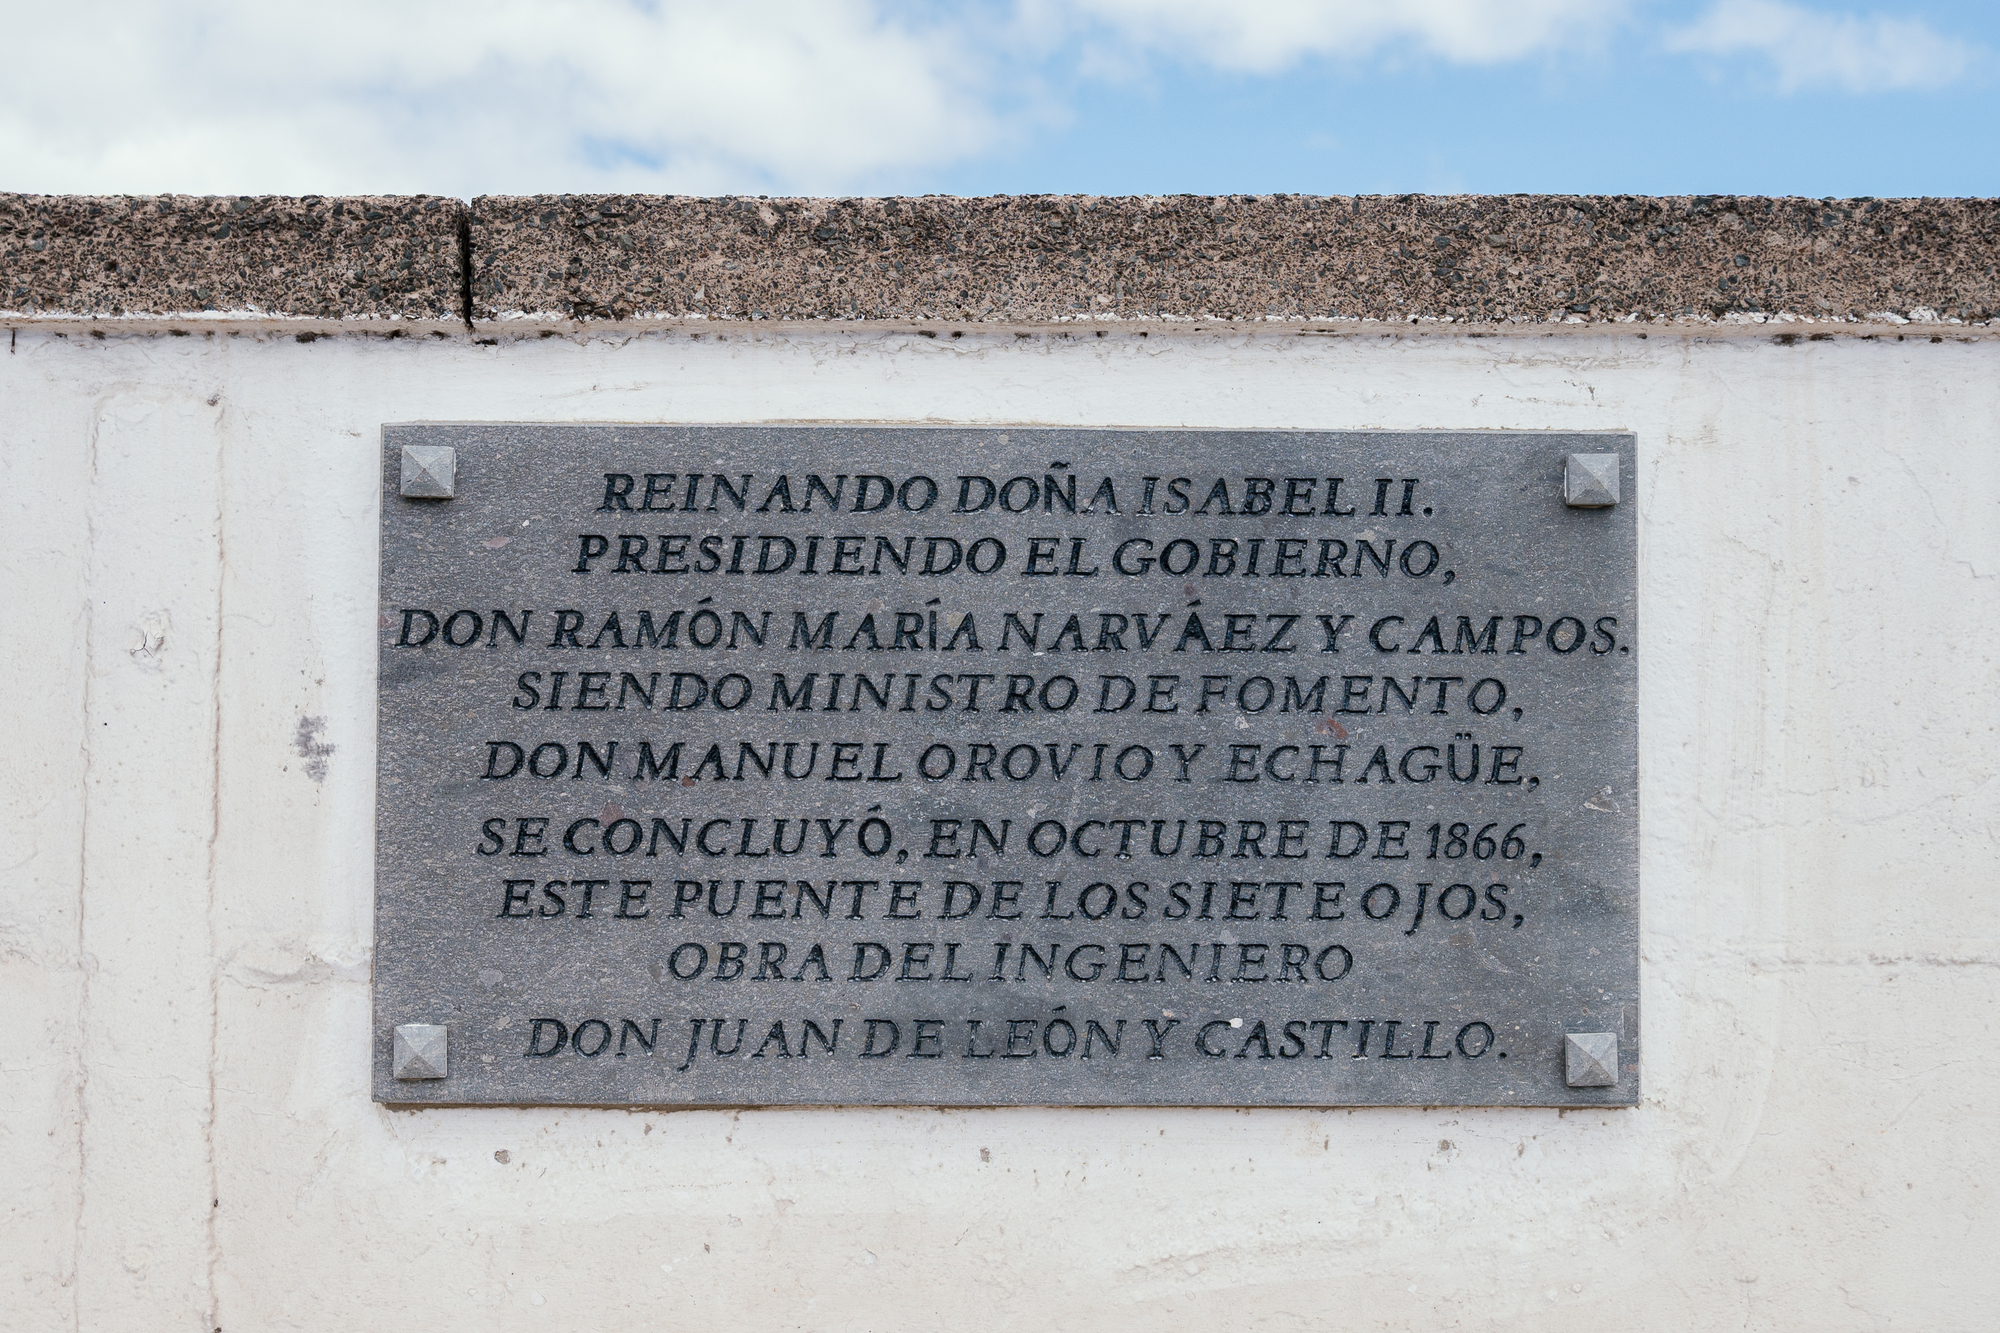 REINANDO DOÑA ISABEL II.
PRESIDIENDO EL GOBIERNO,
DON RAMÓN MARÍA NARVÁEZ Y CAMPOS.
SIENDO MINISTRO DE FOMENTO,
DON MANUEL OROVIO Y ECHAGÜE,
SE CONCLUYÓ, EN OCTUBRE DE 1866,
ESTE PUENTE DE LOS SIETE OJOS,
OBRA DEL INGENIERO
DON JUAN DE LEÓN Y CASTILLO.